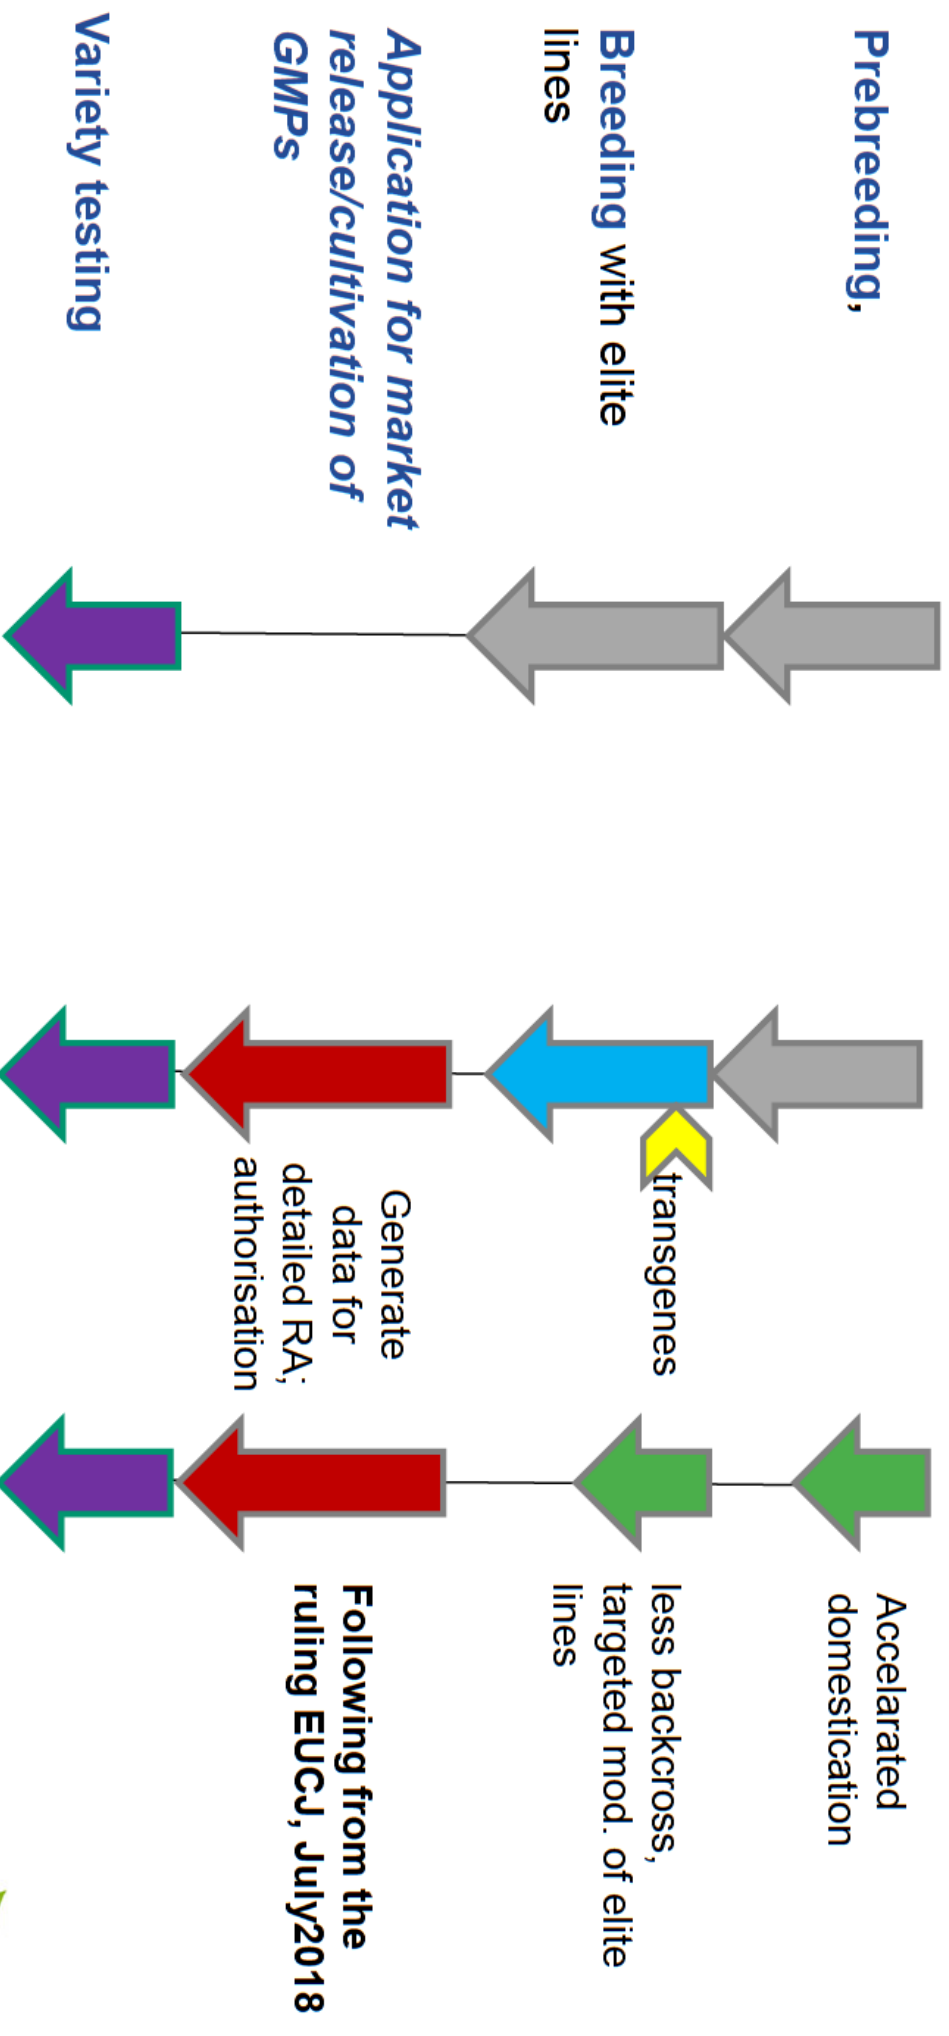 Prebreeding,
Breeding with elite
lines
Application for market
release/cultivation of
GMPs
Variety testing
transgenes
Generate
data for
detailed RA;
authorisation
Accelarated
domestication
less backcross,
targeted mod. of elite
lines
Following from the
ruling EUCJ, July2018